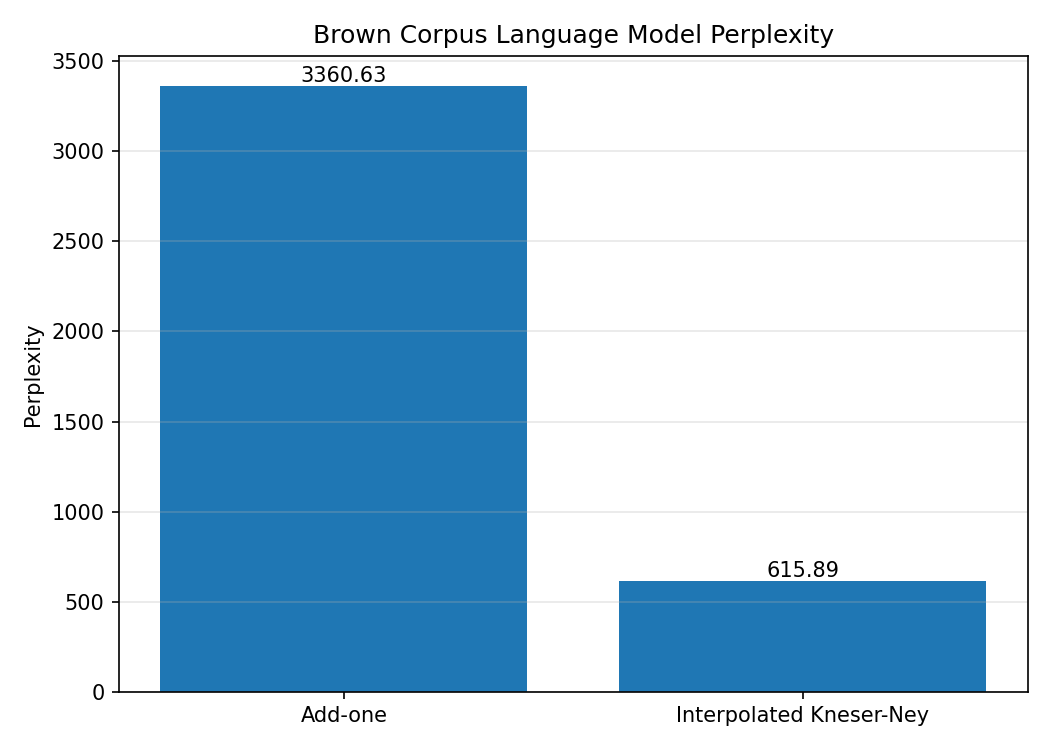 Brown Corpus Language Model Perplexity
3500
3360.63
3000
2500
2000
Perplexity
1500
1000
615.89
500
0
Add-one
Interpolated Kneser-Ney